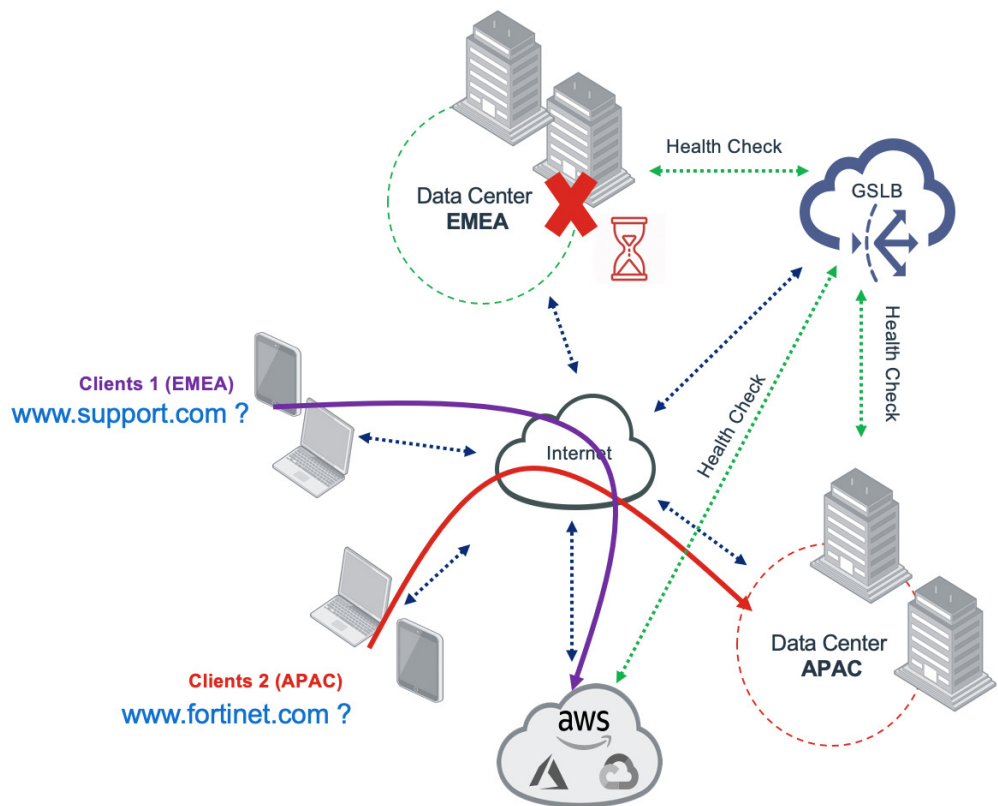 Health Check
GSLB
Data Center
EMEA
Health Check
Clients 1 (EMEA)
www.support.com ?
Health Check
Internet
Data Center
APAC
Clients 2 (APAC)
www.fortinet.com ?
aws